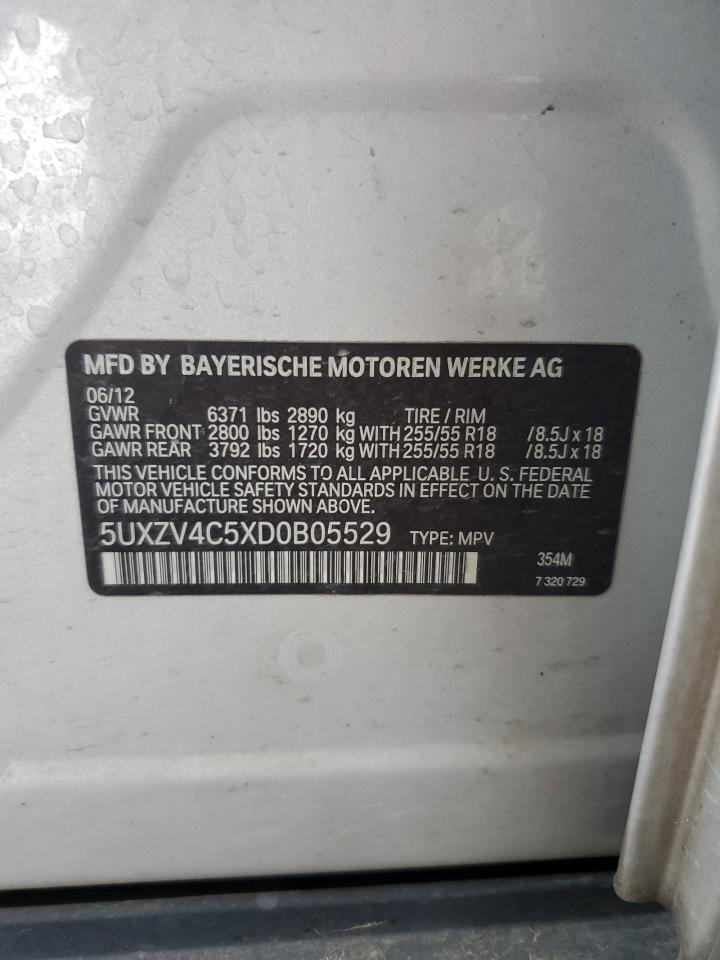 MFD BY BAYERISCHE MOTOREN WERKE AG
06/12
GVWR 6371 lbs 2890 kg TIRE / RIM
GAWR FRONT 2800 lbs 1270 kg WITH 255/55 R18 /8.5J x 18
GAWR REAR 3792 lbs 1720 kg WITH 255/55 R18 /8.5J x 18
THIS VEHICLE CONFORMS TO ALL APPLICABLE U. S. FEDERAL
MOTOR VEHICLE SAFETY STANDARDS IN EFFECT ON THE DATE
OF MANUFACTURE SHOWN ABOVE.
5UXZV4C5XD0B05529 TYPE: MPV
354M
7 320 729